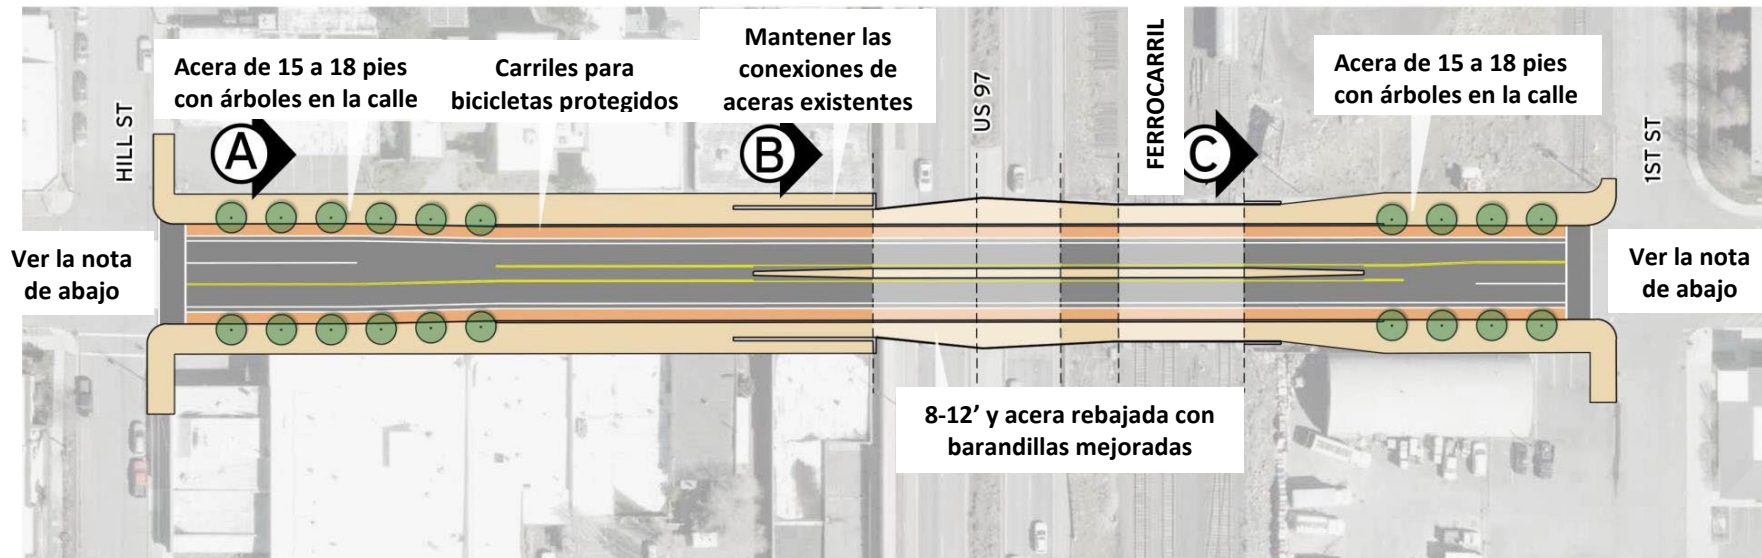 Acera de 15 a 18 pies
con árboles en la calle
Carriles para
bicicletas protegidos
Mantener las
conexiones de
aceras existentes
US 97
FERROCARRIL
Acera de 15 a 18 pies
con árboles en la calle
HILL ST
A
B
C
1ST ST
Ver la nota
de abajo
Ver la nota
de abajo
8-12’ y acera rebajada con
barandillas mejoradas